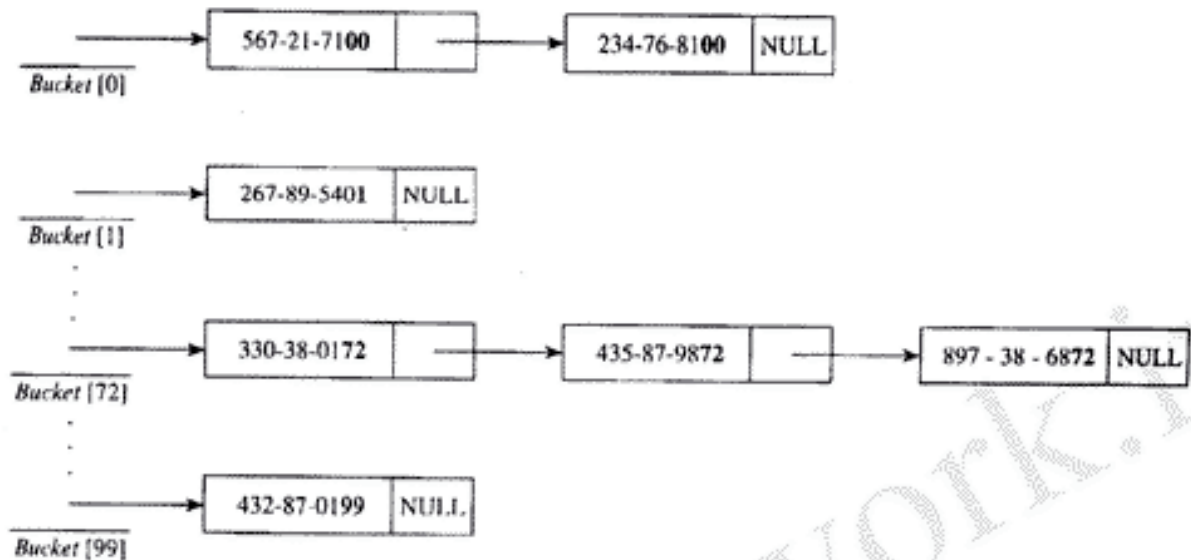 567-21-7100 234-76-8100 NULL
Bucket [0]
267-89-5401 NULL
Bucket [1]
330-38-0172 435-87-9872 897 - 38 - 6872 NULL
Bucket [72]
432-87-0199 NULL
Bucket [99]